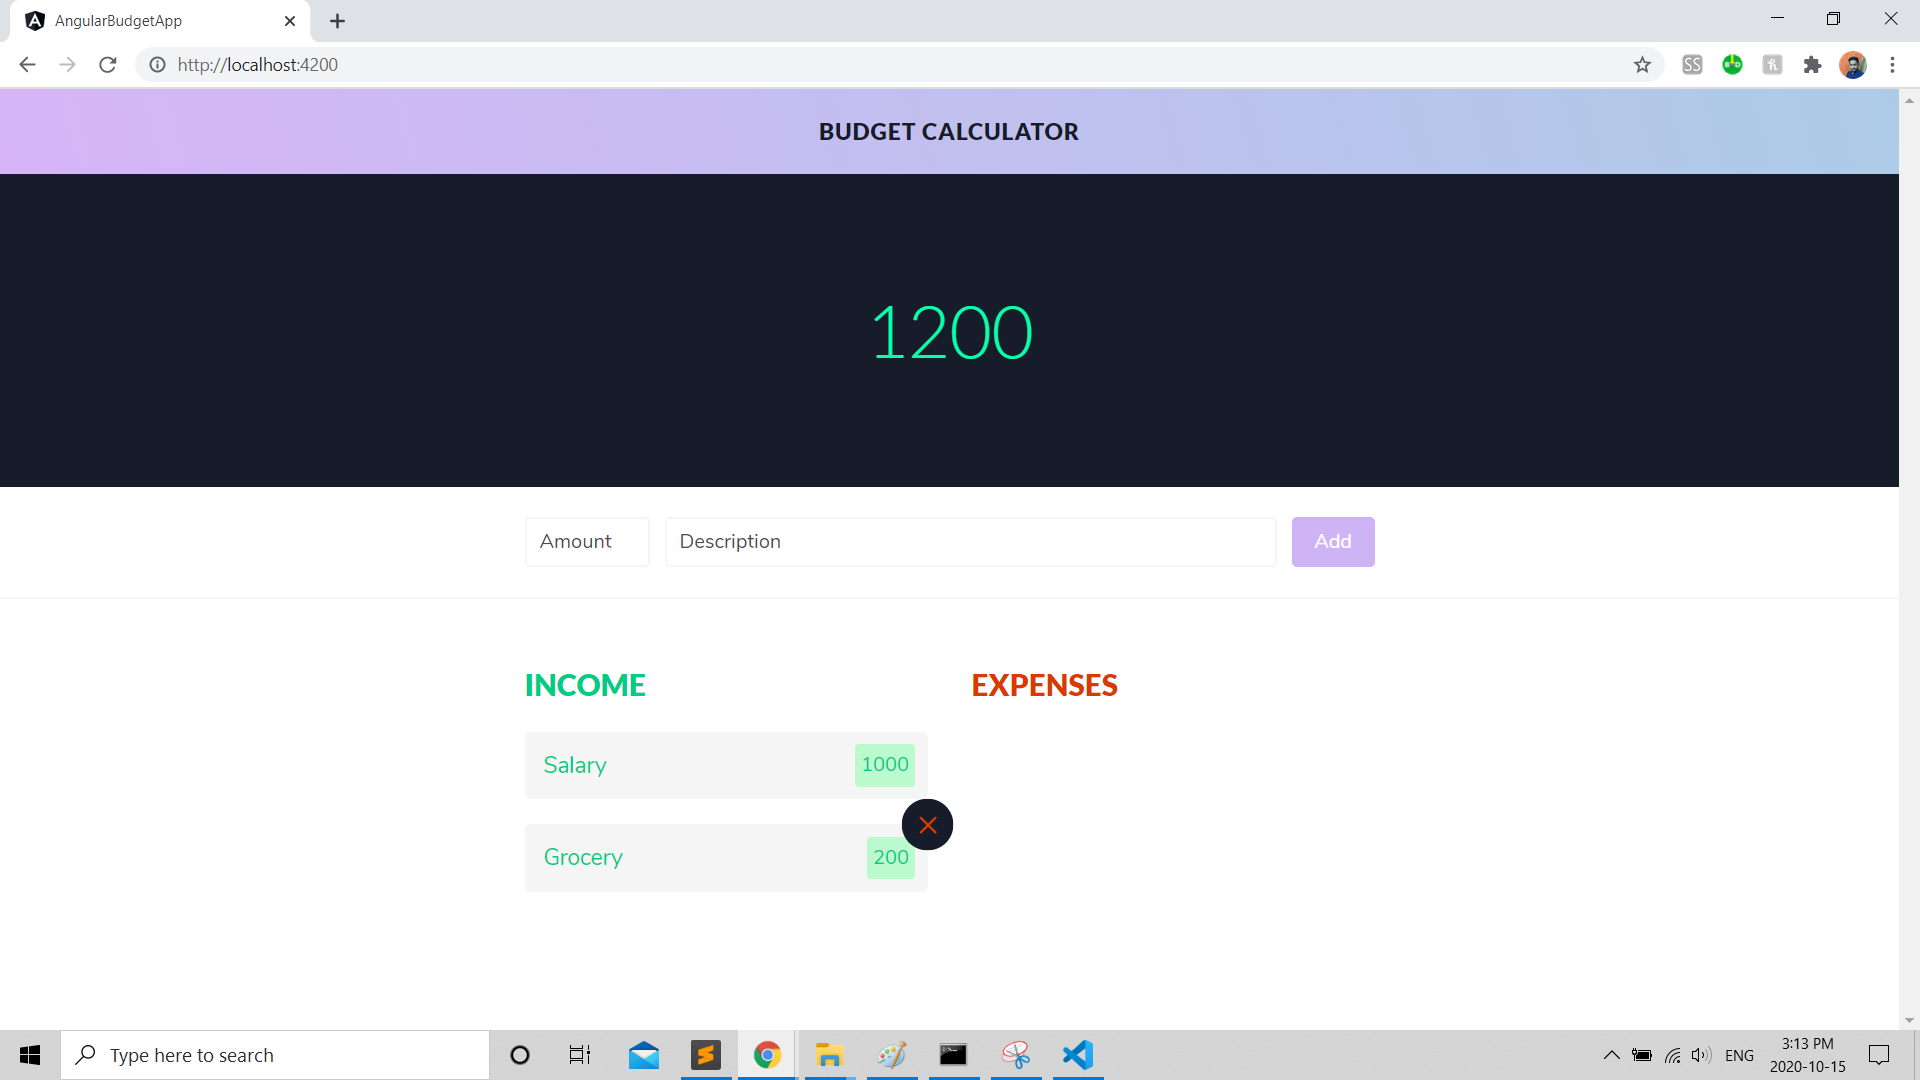 AngularBudgetApp
http://localhost:4200
SS
BUDGET CALCULATOR
1200
Amount Description Add
INCOME EXPENSES
Salary 1000
Grocery 200
Type here to search
ENG
3:13 PM
2020-10-15